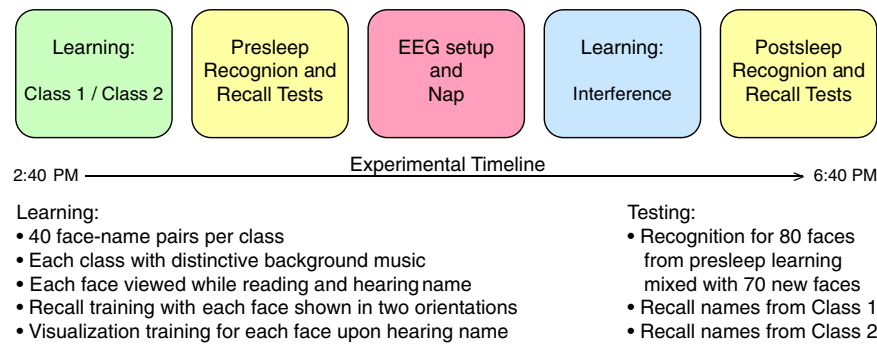 Learning:
Class 1 / Class 2
Presleep
Recognion and
Recall Tests
EEG setup
and
Nap
Learning:
Interference
Postsleep
Recognion and
Recall Tests
Experimental Timeline
2:40 PM
6:40 PM
Learning:
• 40 face-name pairs per class
• Each class with distinctive background music
• Each face viewed while reading and hearing name
• Recall training with each face shown in two orientations
• Visualization training for each face upon hearing name
Testing:
• Recognition for 80 faces
from presleep learning
mixed with 70 new faces
• Recall names from Class 1
• Recall names from Class 2